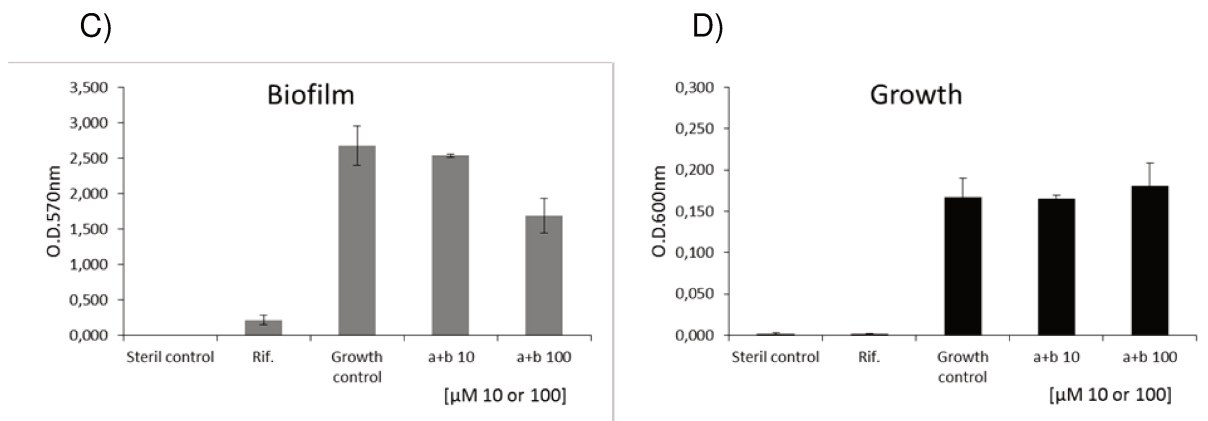 C)
Biofilm
3,500
3,000
2,500
2,000
1,500
1,000
0,500
0,000
O.D.570nm
Steril control
Rif.
Growth
control
a+b 10
a+b 100
[µM 10 or 100]
D)
Growth
0,300
0,250
0,200
0,150
0,100
0,050
0,000
O.D.600nm
Steril control
Rif.
Growth
control
a+b 10
a+b 100
[µM 10 or 100]